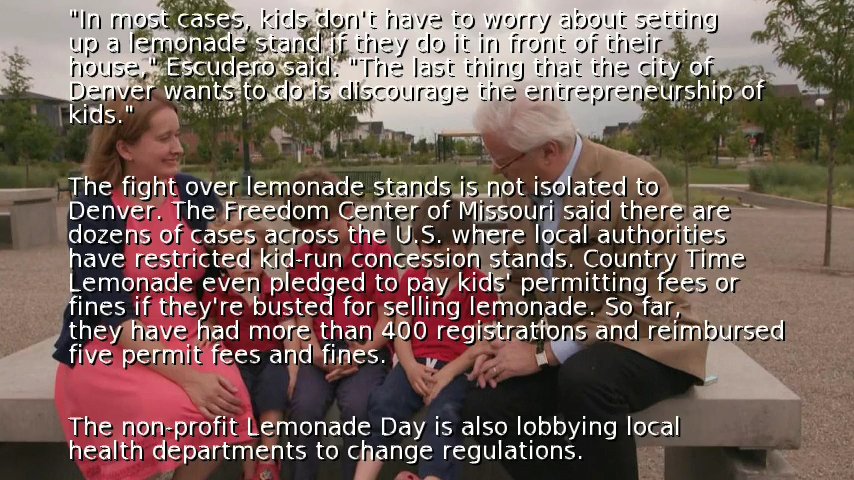 "In most cases, kids don't have to worry about setting
up a lemonade stand if they do it in front of their
house," Escudero said. "The last thing that the city of
Denver wants to do is discourage the entrepreneurship of
kids."
The fight over lemonade stands is not isolated to
Denver. The Freedom Center of Missouri said there are
dozens of cases across the U.S. where local authorities
have restricted kid-run concession stands. Country Time
Lemonade even pledged to pay kids' permitting fees or
fines if they're busted for selling lemonade. So far,
they have had more than 400 registrations and reimbursed
five permit fees and fines.
The non-profit Lemonade Day is also lobbying local
health departments to change regulations.